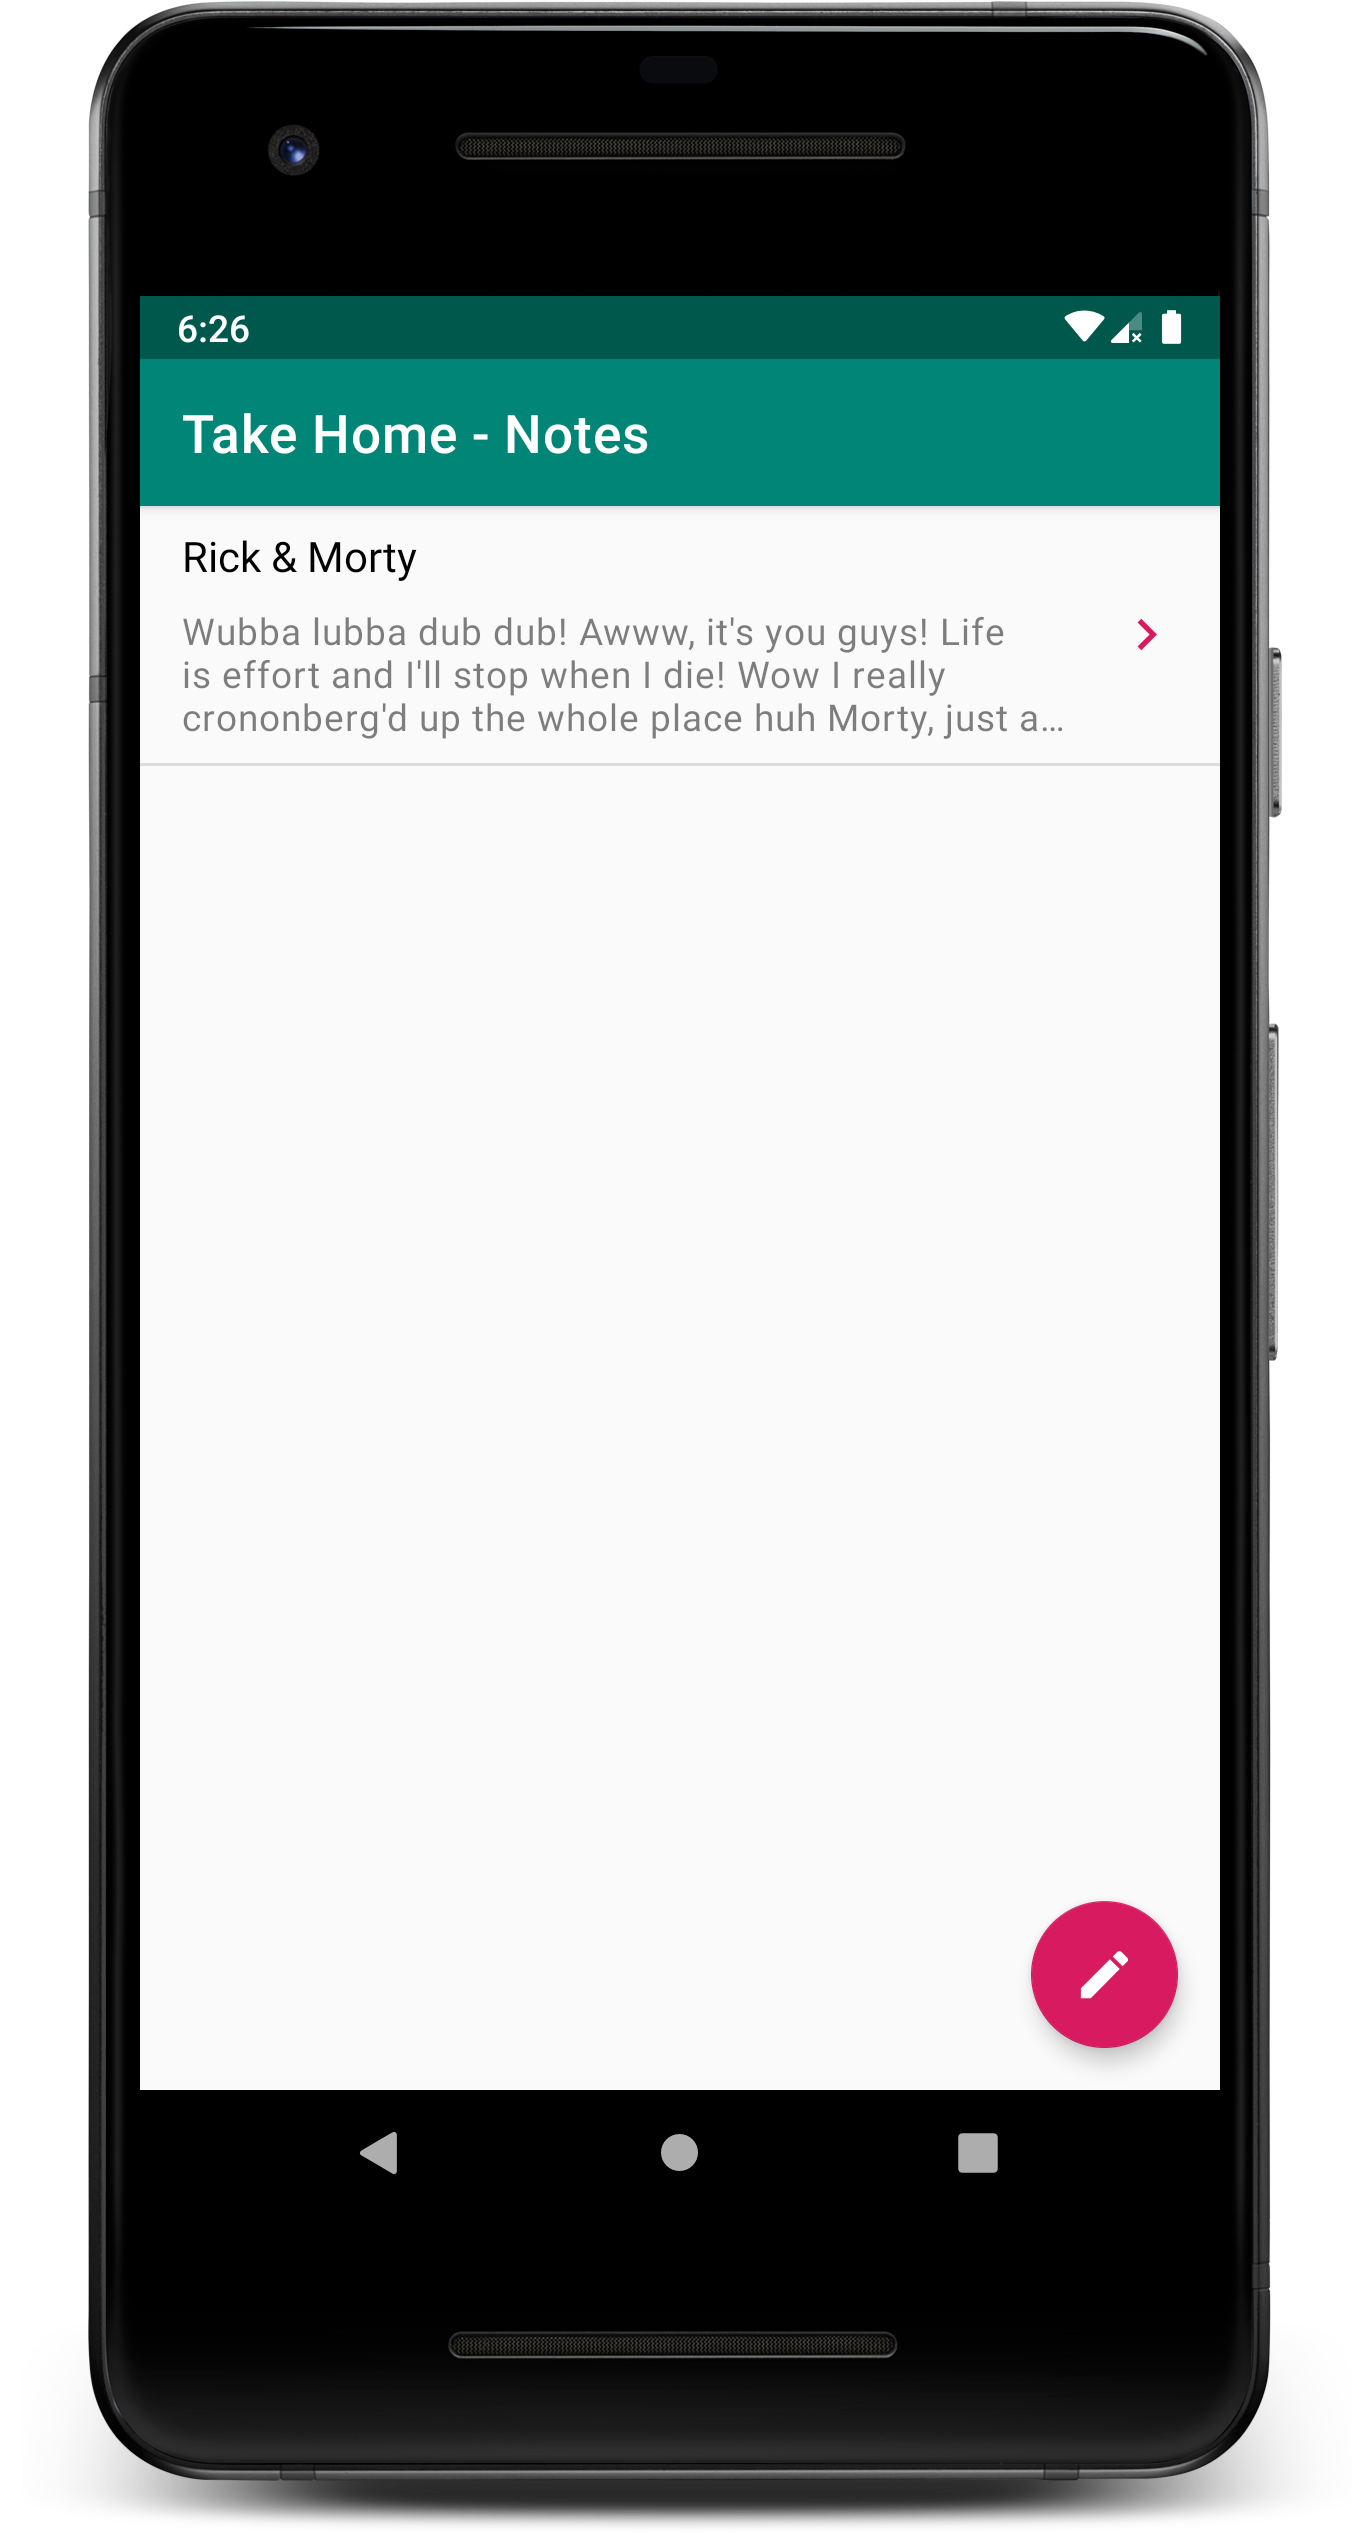 6:26
Take Home - Notes
Rick & Morty
Wubba lubba dub dub! Awww, it's you guys! Life
is effort and I'll stop when I die! Wow I really
crononberg'd up the whole place huh Morty, just a…